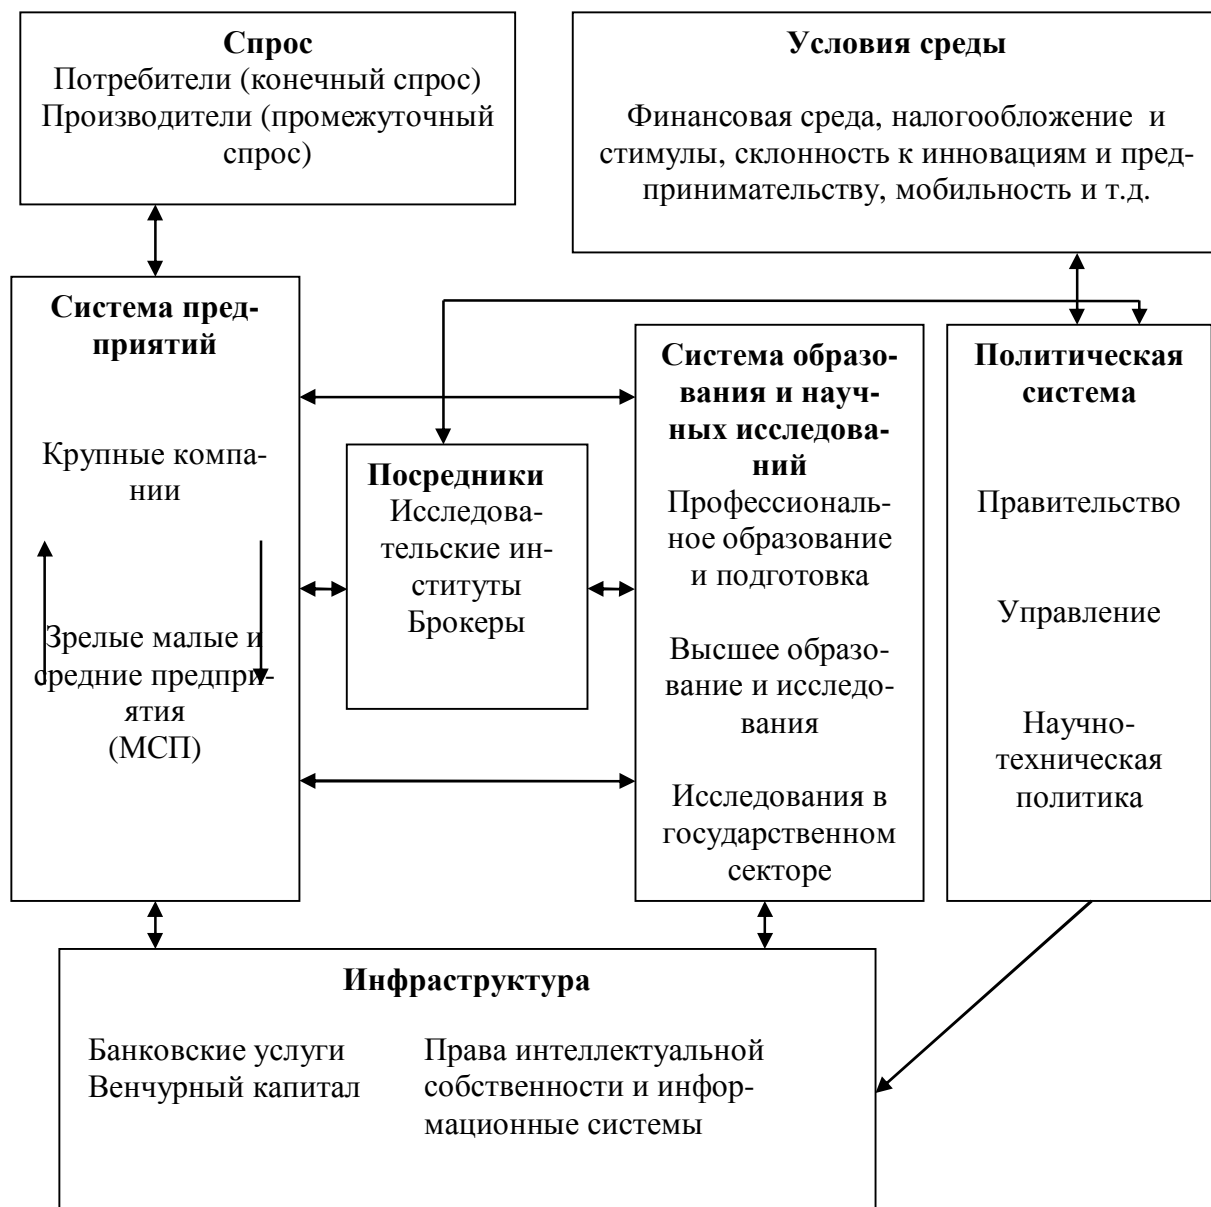 Спрос
Потребители (конечный спрос)
Производители (промежуточный
спрос)
Условия среды
Финансовая среда, налогообложение и
стимулы, склонность к инновациям и пред-
принимательству, мобильность и т.д.
Система пред-
приятий
Крупные компа-
нии
Зрелые малые и
средние предпри-
ятия
(МСП)
Посредники
Исследова-
тельские ин-
ституты
Брокеры
Система образо-
вания и науч-
ных исследова-
ний
Профессиональ-
ное образование
и подготовка
Высшее образо-
вание и исследо-
вания
Исследования в
государственном
секторе
Политическая
система
Правительство
Управление
Научно-
техническая
политика
Инфраструктура
Банковские услуги
Венчурный капитал
Права интеллектуальной
собственности и инфор-
мационные системы